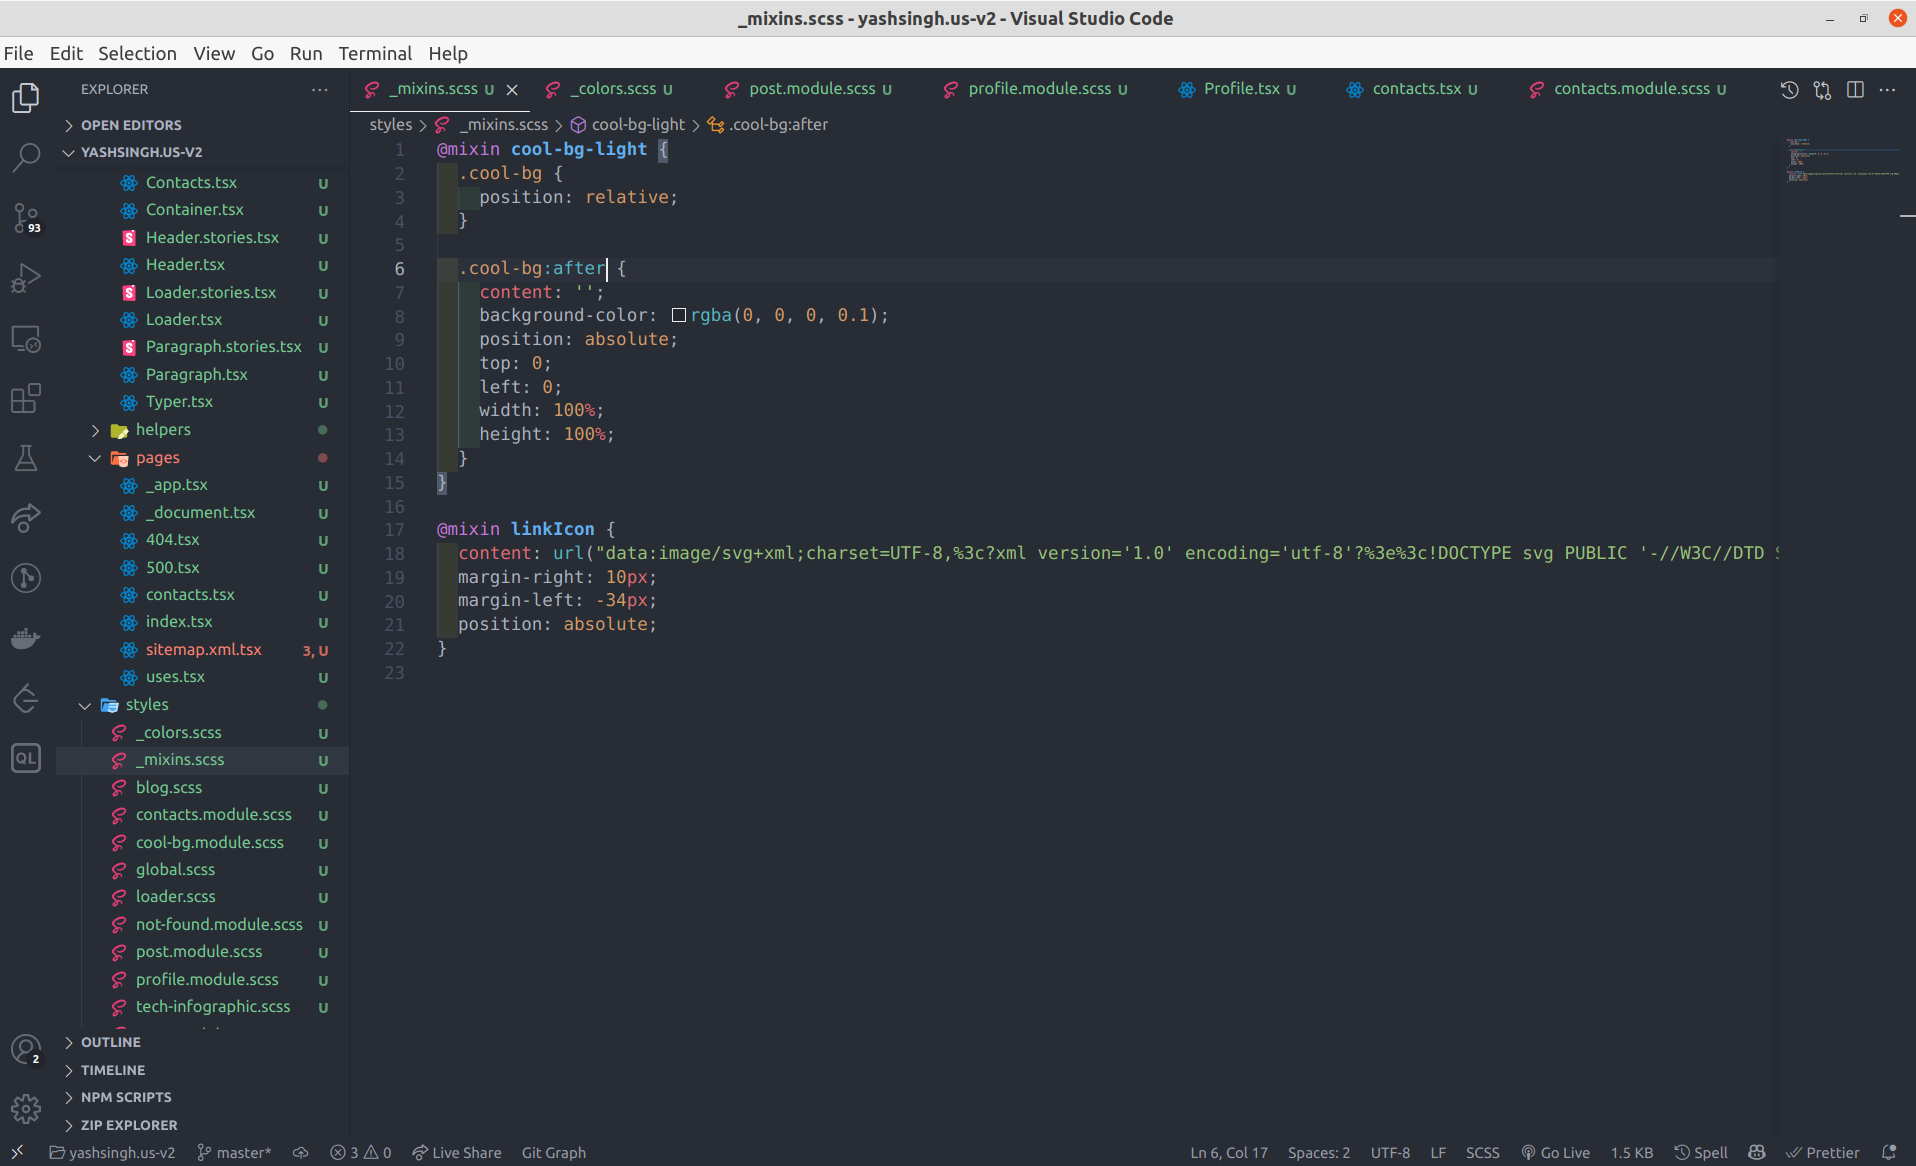 _mixins.scss - yashsingh.us-v2 - Visual Studio Code
File Edit Selection View Go Run Terminal Help
EXPLORER
_mixins.scss U
_colors.scss U
post.module.scss U
profile.module.scss U
Profile.tsx U
contacts.tsx U
contacts.module.scss U
OPEN EDITORS
YASHSINGH.US-V2
Contacts.tsx U
Container.tsx U
Header.stories.tsx U
Header.tsx U
Loader.stories.tsx U
Loader.tsx U
Paragraph.stories.tsx U
Paragraph.tsx U
Typer.tsx U
helpers
pages
_app.tsx U
_document.tsx U
404.tsx U
500.tsx U
contacts.tsx U
index.tsx U
sitemap.xml.tsx 3, U
uses.tsx U
styles
_colors.scss U
_mixins.scss U
blog.scss U
contacts.module.scss U
cool-bg.module.scss U
global.scss U
loader.scss U
not-found.module.scss U
post.module.scss U
profile.module.scss U
tech-infographic.scss U
OUTLINE
TIMELINE
NPM SCRIPTS
ZIP EXPLORER
93
QL
2
styles > _mixins.scss > cool-bg-light > .cool-bg:after
1 @mixin cool-bg-light {
2 .cool-bg {
3 position: relative;
4 }
5
6 .cool-bg:after {
7 content: '';
8 background-color: rgba(0, 0, 0, 0.1);
9 position: absolute;
10 top: 0;
11 left: 0;
12 width: 100%;
13 height: 100%;
14 }
15 }
16
17 @mixin linkIcon {
18 content: url("data:image/svg+xml;charset=UTF-8,%3c?xml version='1.0' encoding='utf-8'?%3e%3c!DOCTYPE svg PUBLIC '-//W3C//DTD
19 margin-right: 10px;
20 margin-left: -34px;
21 position: absolute;
22 }
23
yashsingh.us-v2 master* 3 0 Live Share Git Graph Ln 6, Col 17 Spaces: 2 UTF-8 LF SCSS Go Live 1.5 KB Spell Prettier